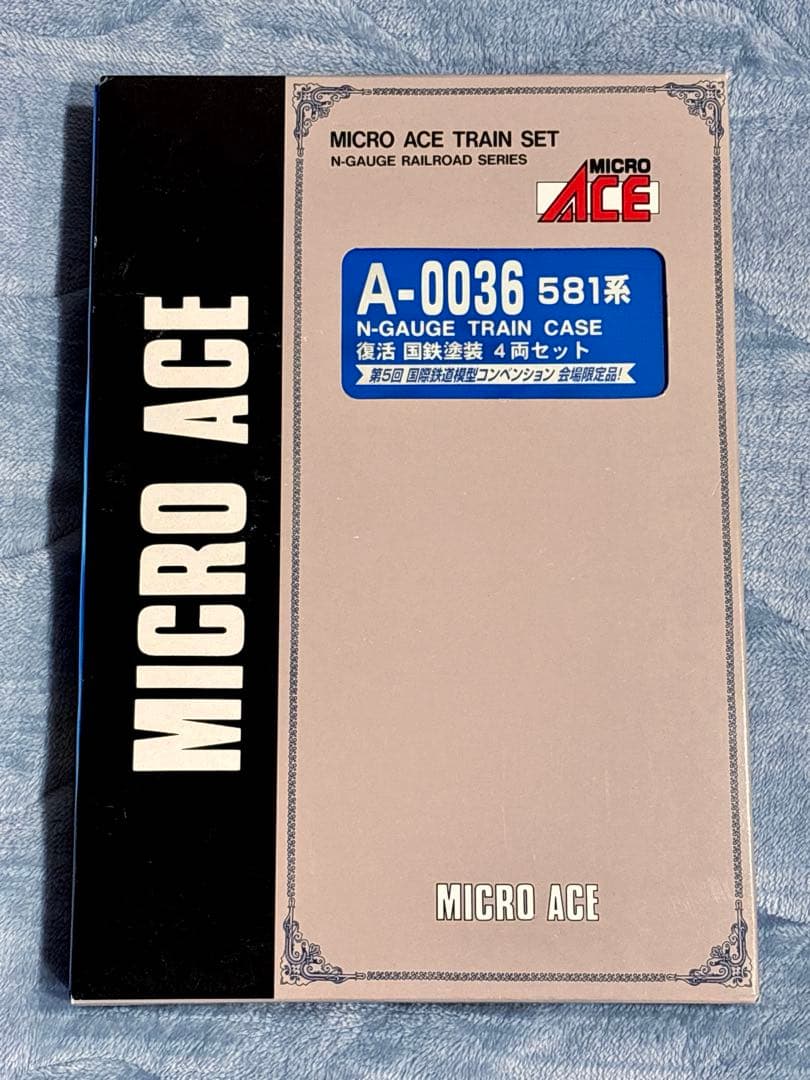 MICRO ACE
MICRO ACE TRAIN SET
N-GAUGE RAILROAD SERIES
MICRO
ACE
A-0036 581系
N-GAUGE TRAIN CASE
復活 国鉄塗装 4両セット
第5回 国際鉄道模型コンベンション 会場限定品!
MICRO ACE